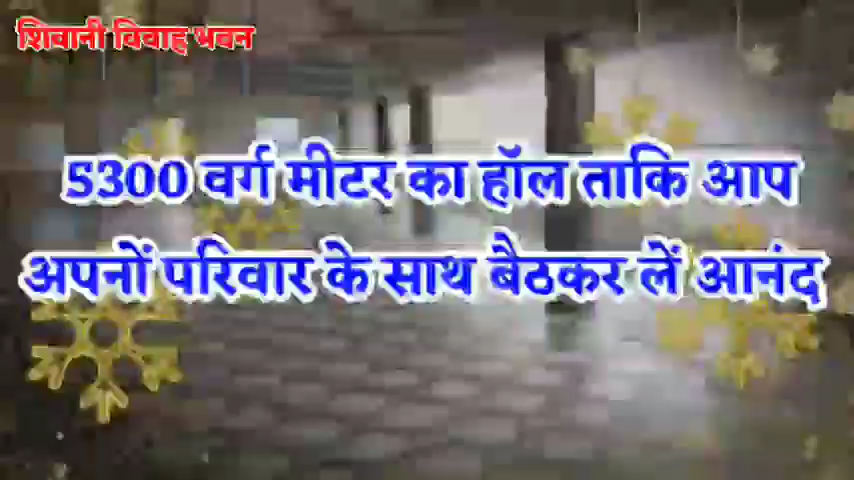 शिवानी विवाह भवन
5300 वर्ग मीटर का हॉल ताकि आप
अपनों परिवार के साथ बैठकर लें आनंद